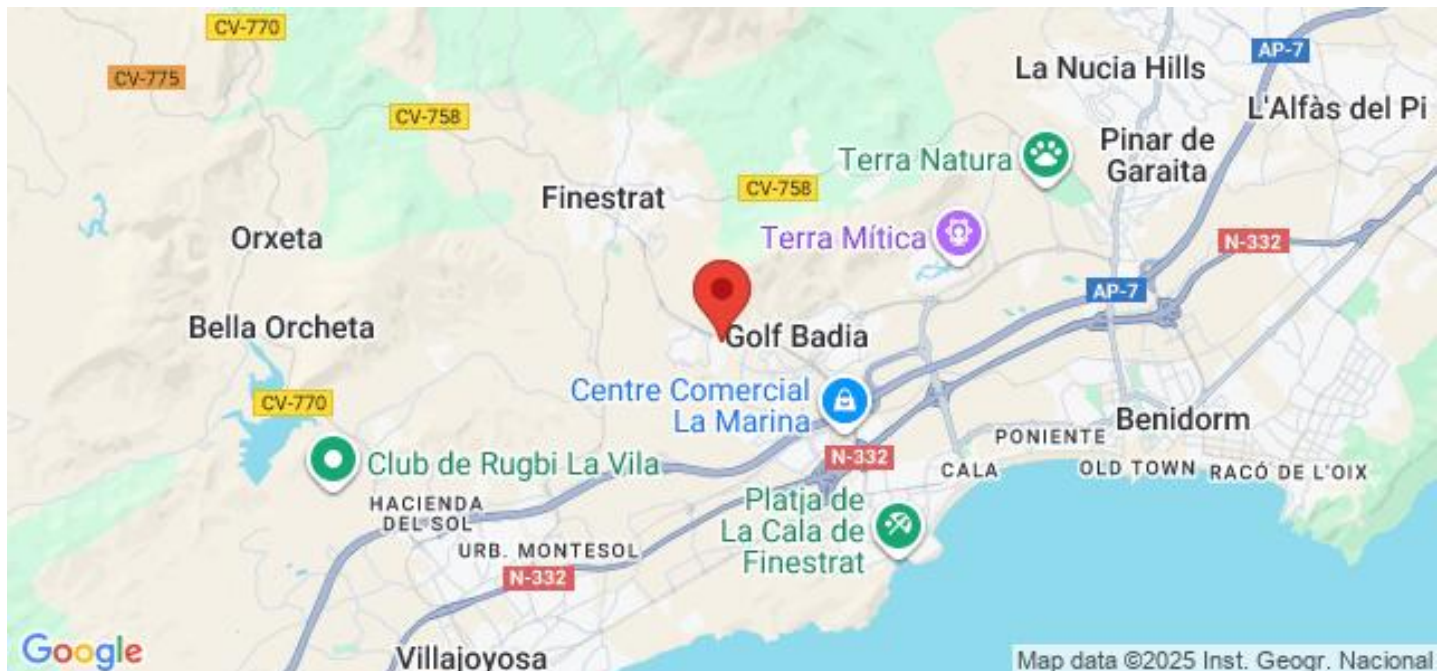 CV-770
AP-7
La Nucia Hills
CV-775
L'Alfàs del Pi
CV-758
Pinar de
Garaita
Terra Natura
CV-758
Finestrat
Orxeta
Terra Mítica
N-332
AP-7
Bella Orcheta
Golf Badia
Centre Comercial
La Marina
CV-770
Benidorm
PONIENTE
Club de Rugbi La Vila
N-332
CALA
OLD TOWN
RACÓ DE L'OIX
HACIENDA
DEL SOL
Platja de
La Cala de
Finestrat
URB. MONTESOL
N-332
Google
Villajoyosa
Map data ©2025 Inst. Geogr. Nacional